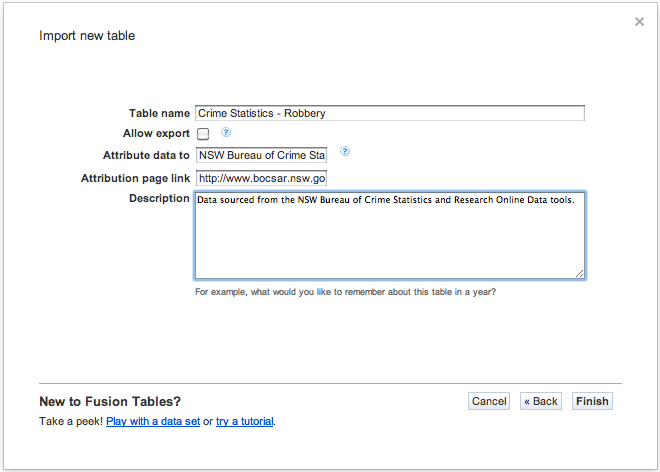 Import new table
Table name Crime Statistics - Robbery
Allow export ?
Attribute data to NSW Bureau of Crime Sta ?
Attribution page link http://www.bocsar.nsw.go
Description Data sourced from the NSW Bureau of Crime Statistics and Research Online Data tools.
For example, what would you like to remember about this table in a year?
New to Fusion Tables? Cancel « Back Finish
Take a peek! Play with a data set or try a tutorial.